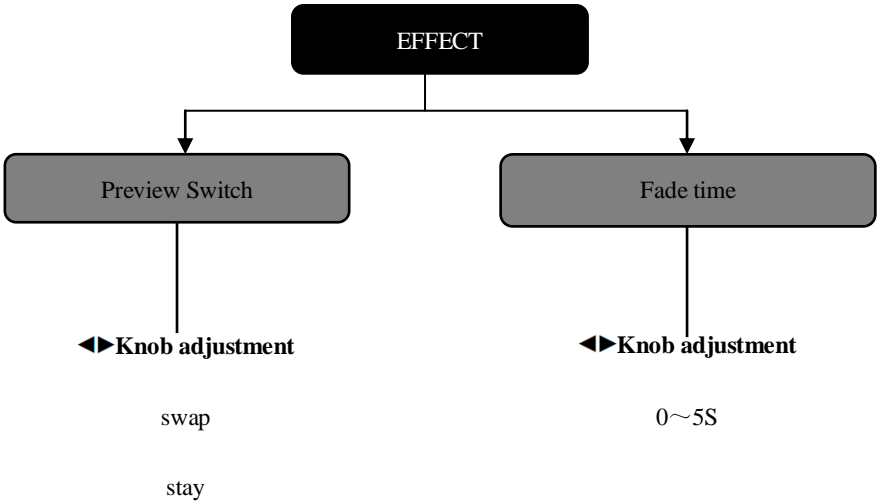 EFFECT
Preview Switch
Fade time
◀▶Knob adjustment
◀▶Knob adjustment
swap
0～5S
stay